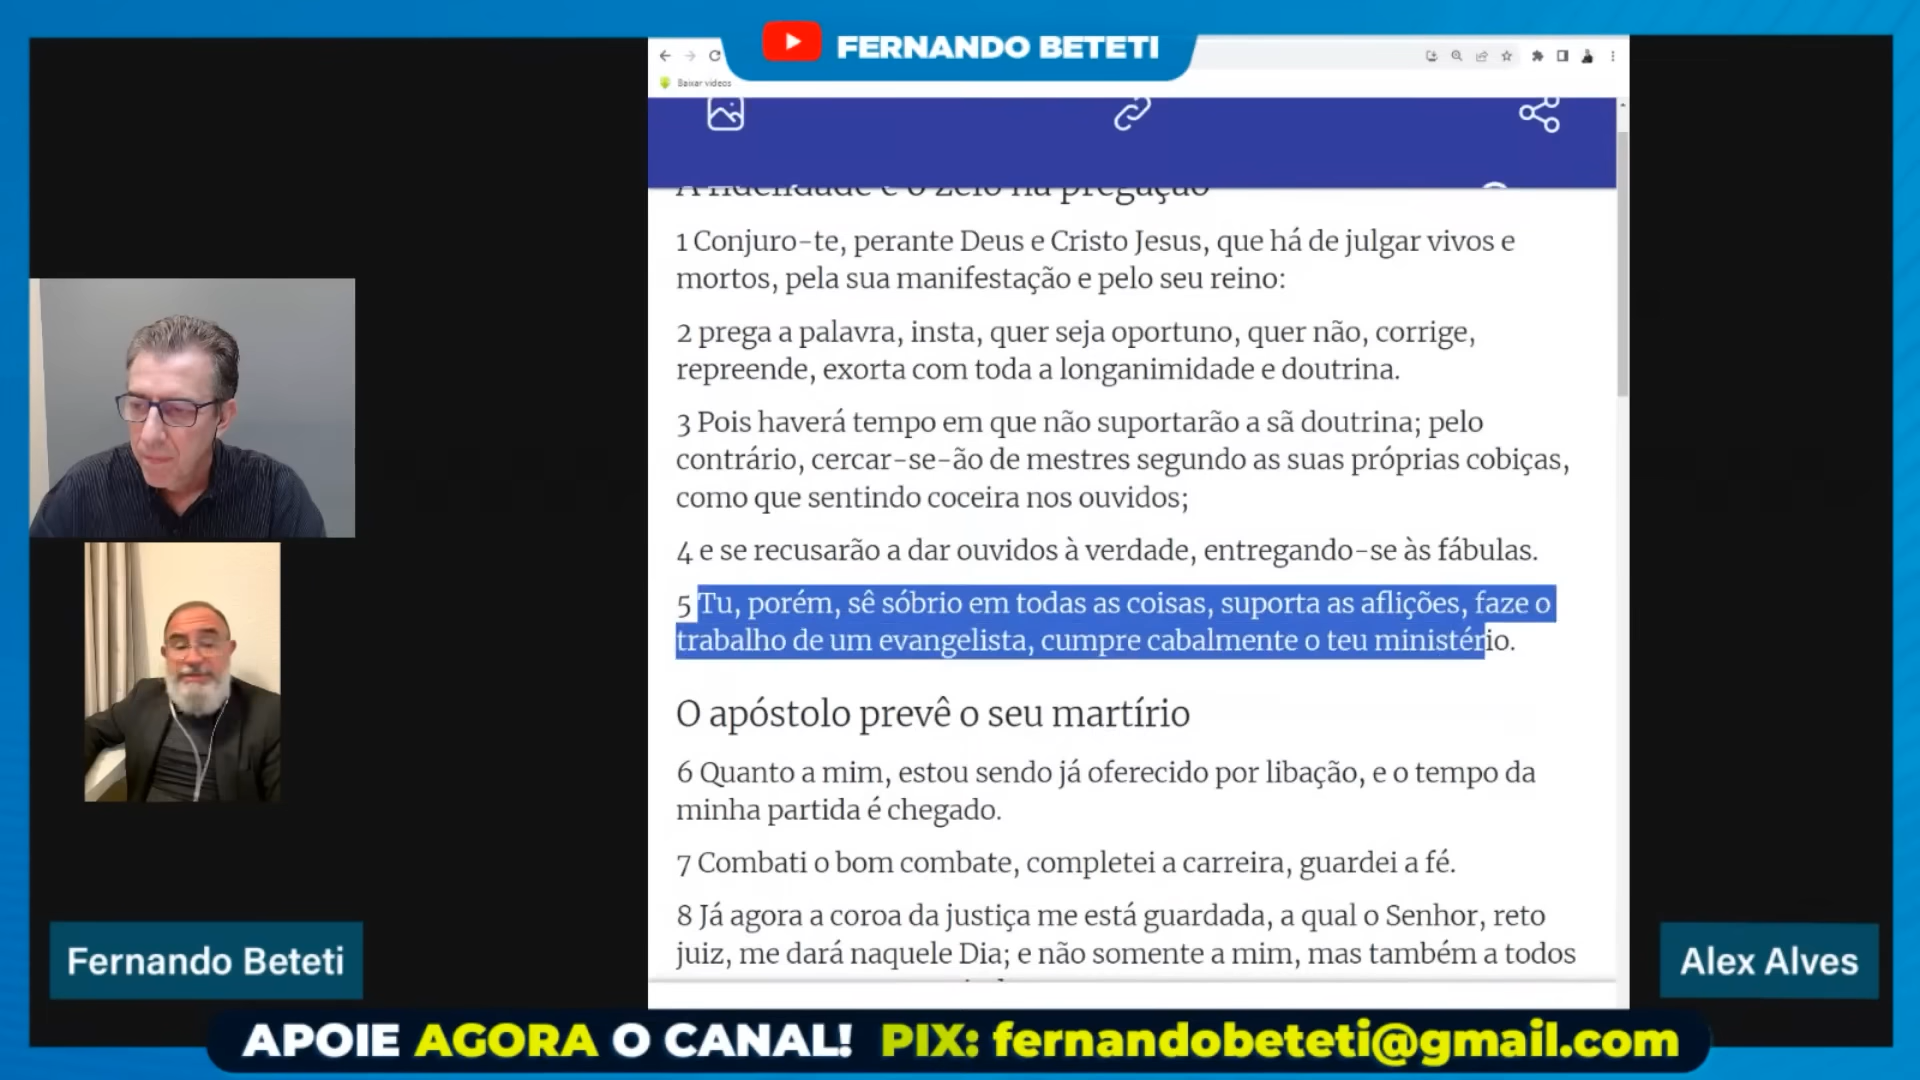 FERNANDO BETETI
Baixar vídeos
A fidelidade e o zelo na pregação
1 Conjuro-te, perante Deus e Cristo Jesus, que há de julgar vivos e
mortos, pela sua manifestação e pelo seu reino:
2 prega a palavra, insta, quer seja oportuno, quer não, corrige,
repreende, exorta com toda a longanimidade e doutrina.
3 Pois haverá tempo em que não suportarão a sã doutrina; pelo
contrário, cercar-se-ão de mestres segundo as suas próprias cobiças,
como que sentindo coceira nos ouvidos;
4 e se recusarão a dar ouvidos à verdade, entregando-se às fábulas.
5 Tu, porém, sê sóbrio em todas as coisas, suporta as aflições, faze o
trabalho de um evangelista, cumpre cabalmente o teu ministério.
O apóstolo prevê o seu martírio
6 Quanto a mim, estou sendo já oferecido por libação, e o tempo da
minha partida é chegado.
7 Combati o bom combate, completei a carreira, guardei a fé.
8 Já agora a coroa da justiça me está guardada, a qual o Senhor, reto
juiz, me dará naquele Dia; e não somente a mim, mas também a todos
Fernando Beteti
Alex Alves
APOIE AGORA O CANAL! PIX: fernandobeteti@gmail.com